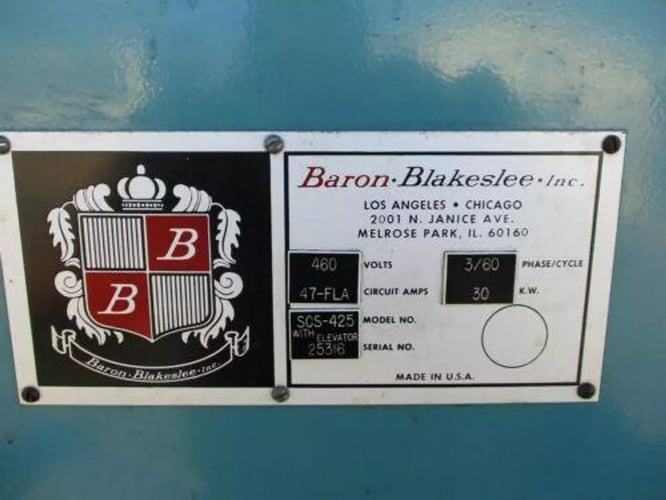 B
B
Baron·Blakeslee·Inc.
Baron·Blakeslee·Inc.
LOS ANGELES • CHICAGO
2001 N. JANICE AVE.
MELROSE PARK, IL. 60160
460 VOLTS 3/60 PHASE/CYCLE
47-FLA CIRCUIT AMPS 30 K.W.
SCS-425 MODEL NO.
WITH ELEVATOR
25316 SERIAL NO.
MADE IN U.S.A.